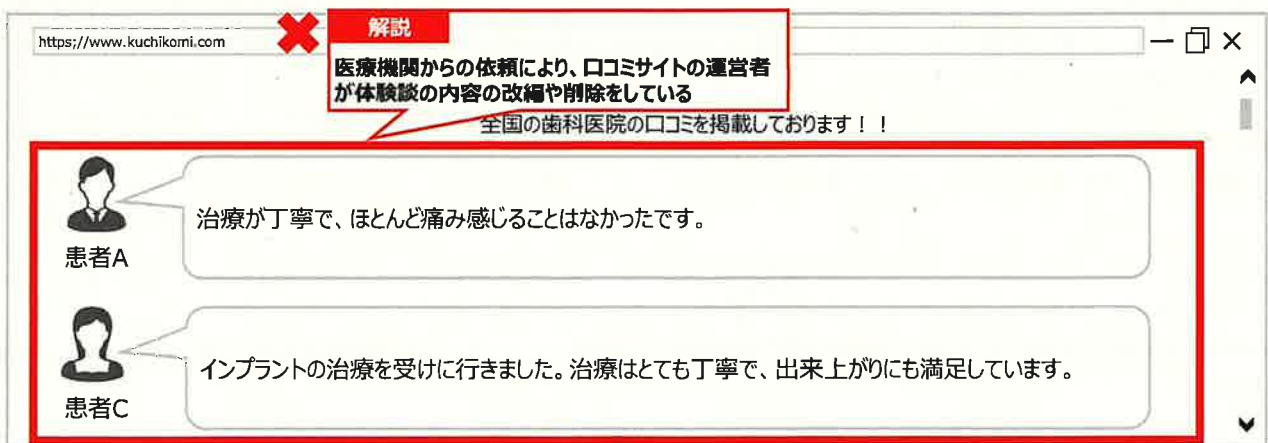 https://www.kuchikomi.com
解説
医療機関からの依頼により、口コミサイトの運営者
が体験談の内容の改編や削除をしている
全国の歯科医院の口コミを掲載しております！！
治療が丁寧で、ほとんど痛み感じることはなかったです。
患者A
インプラントの治療を受けに行きました。治療はとても丁寧で、出来上がりにも満足しています。
患者C